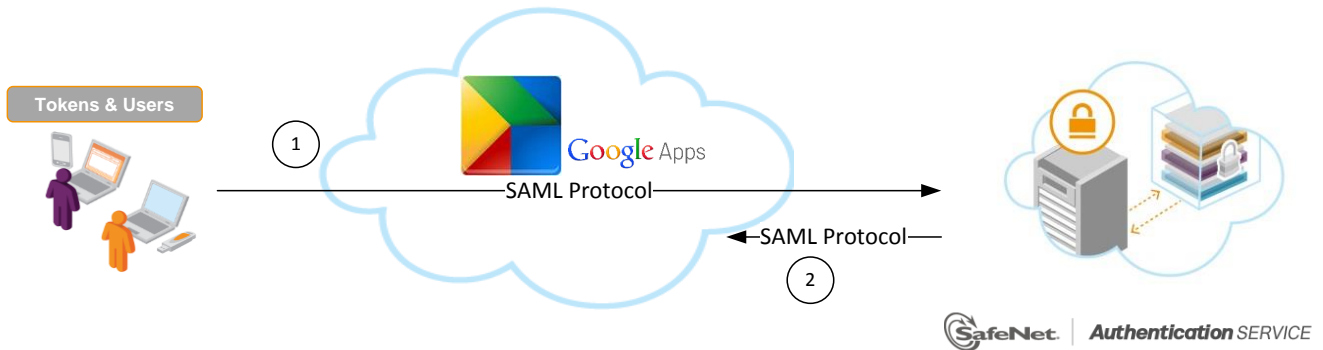 Tokens & Users
1
Google Apps
SAML Protocol
SAML Protocol
2
SafeNet. | Authentication SERVICE